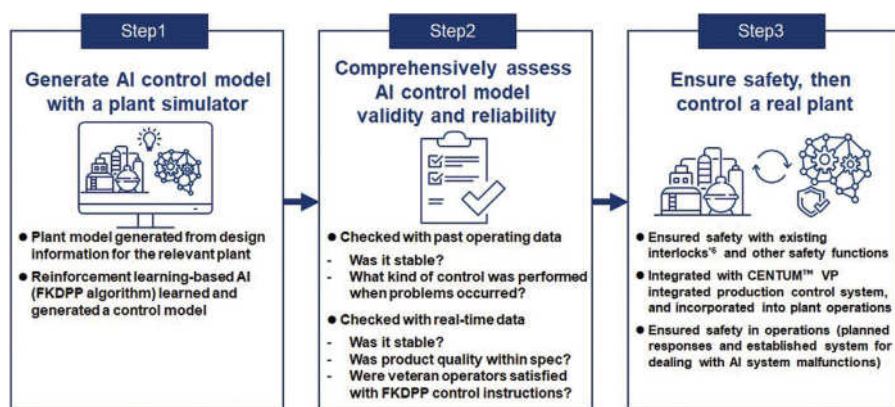 Step1
Generate AI control model
with a plant simulator
● Plant model generated from design
information for the relevant plant
● Reinforcement learning-based AI
(FKDPP algorithm) learned and
generated a control model
Step2
Comprehensively assess
AI control model
validity and reliability
● Checked with past operating data
- Was it stable?
- What kind of control was performed
when problems occurred?
● Checked with real-time data
- Was it stable?
- Was product quality within spec?
- Were veteran operators satisfied
with FKDPP control instructions?
Step3
Ensure safety, then
control a real plant
● Ensured safety with existing
interlocks*6 and other safety functions
● Integrated with CENTUM™ VP
integrated production control system,
and incorporated into plant operations
● Ensured safety in operations (planned
responses and established system for
dealing with AI system malfunctions)